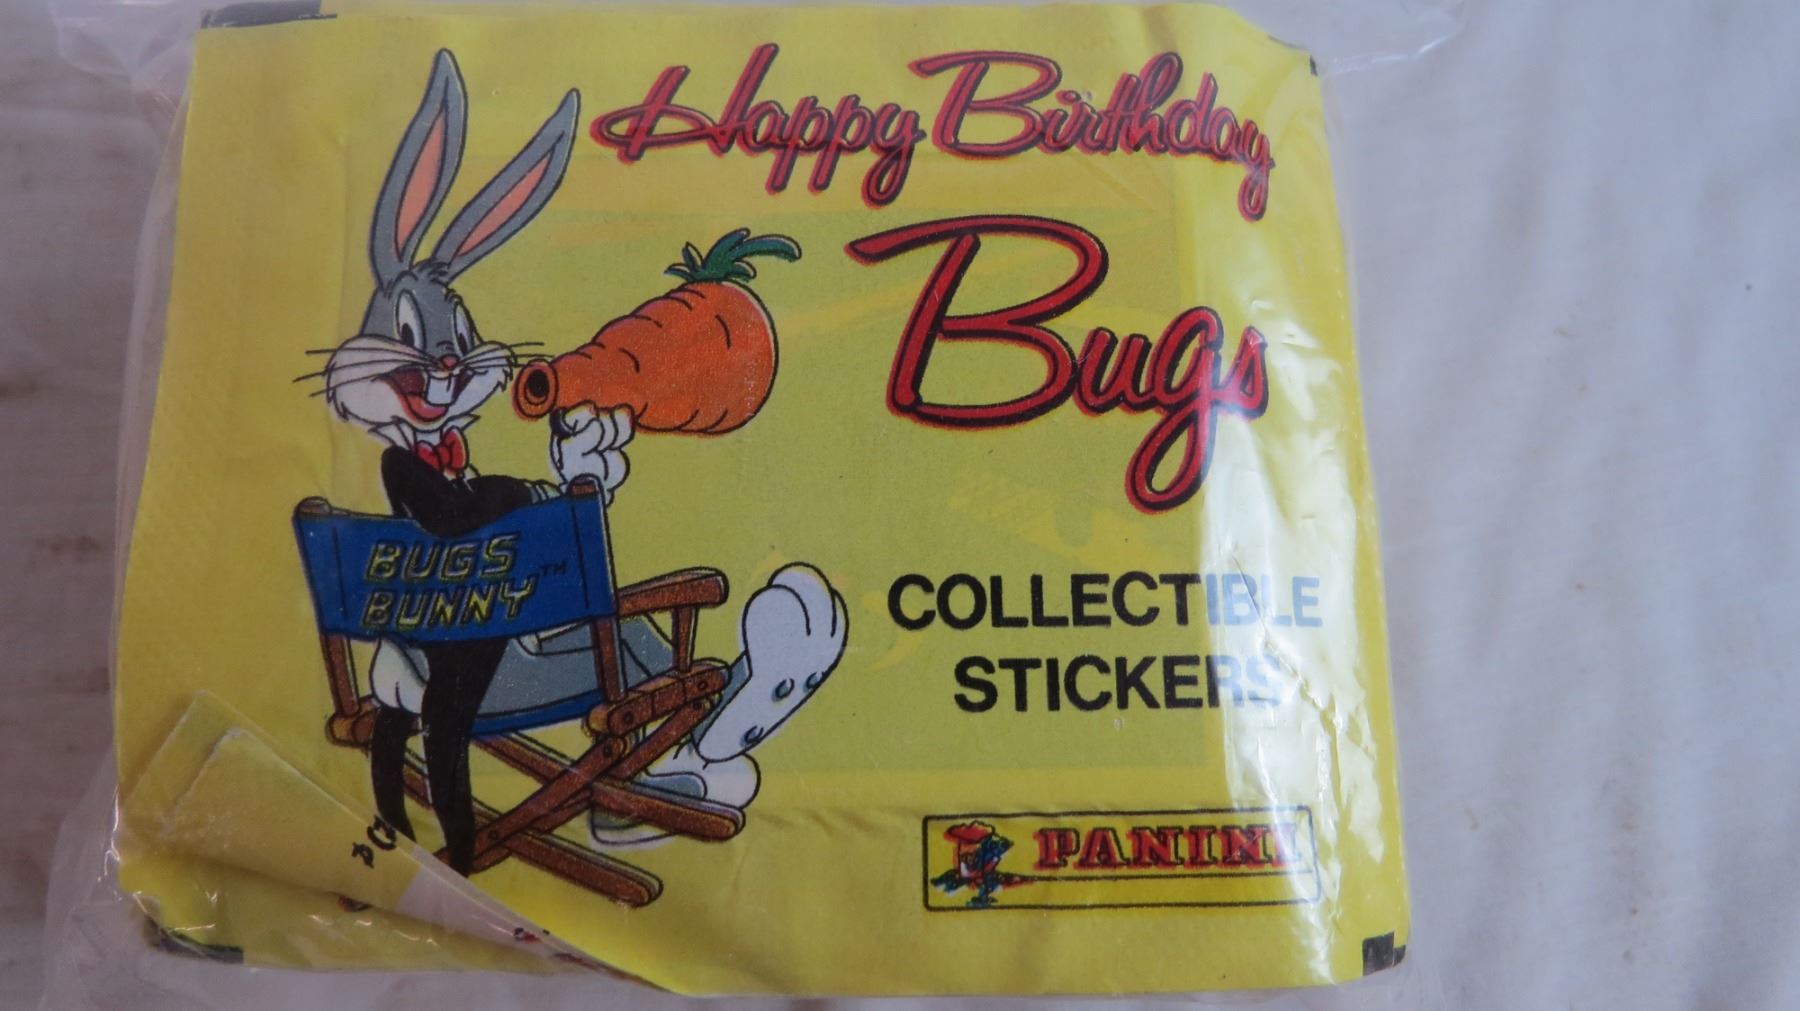 Happy Birthday
Bugs
BUGS
BUNNY™
COLLECTIBLE
STICKERS
PANINI